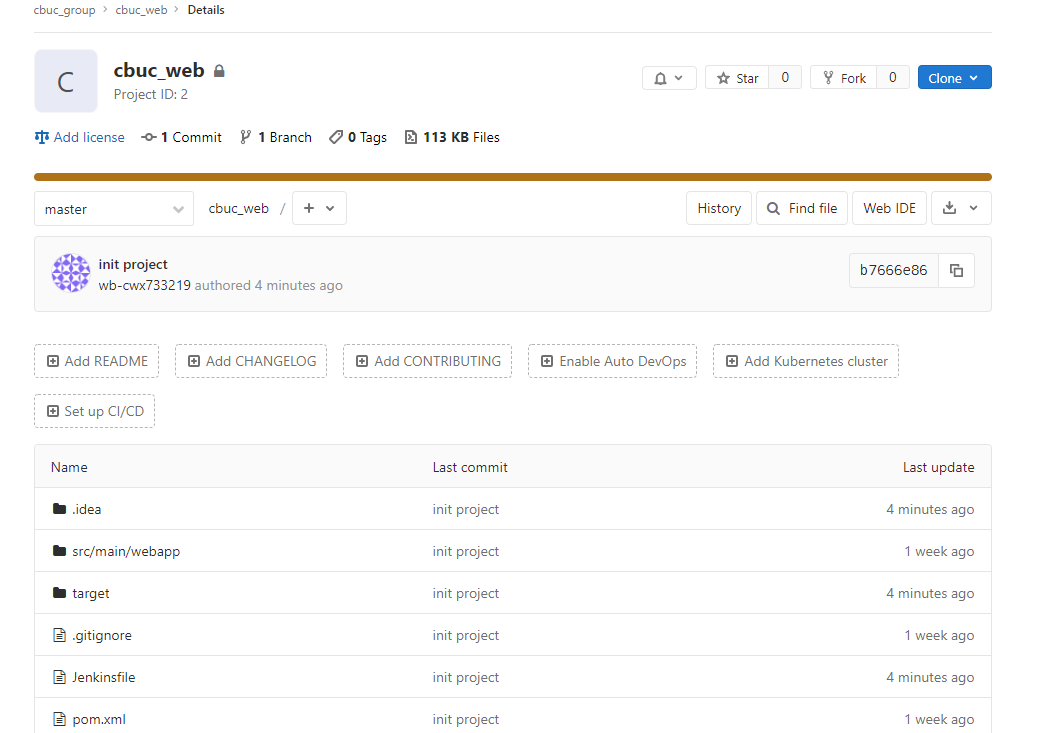 cbuc_group > cbuc_web > Details
C
cbuc_web
Project ID: 2
Star 0 Fork 0 Clone
Add license 1 Commit 1 Branch 0 Tags 113 KB Files
master cbuc_web / + History Find file Web IDE
init project
wb-cwx733219 authored 4 minutes ago
b7666e86
Add README Add CHANGELOG Add CONTRIBUTING Enable Auto DevOps Add Kubernetes cluster
Set up CI/CD
Name Last commit Last update
.idea init project 4 minutes ago
src/main/webapp init project 1 week ago
target init project 4 minutes ago
.gitignore init project 1 week ago
Jenkinsfile init project 4 minutes ago
pom.xml init project 1 week ago